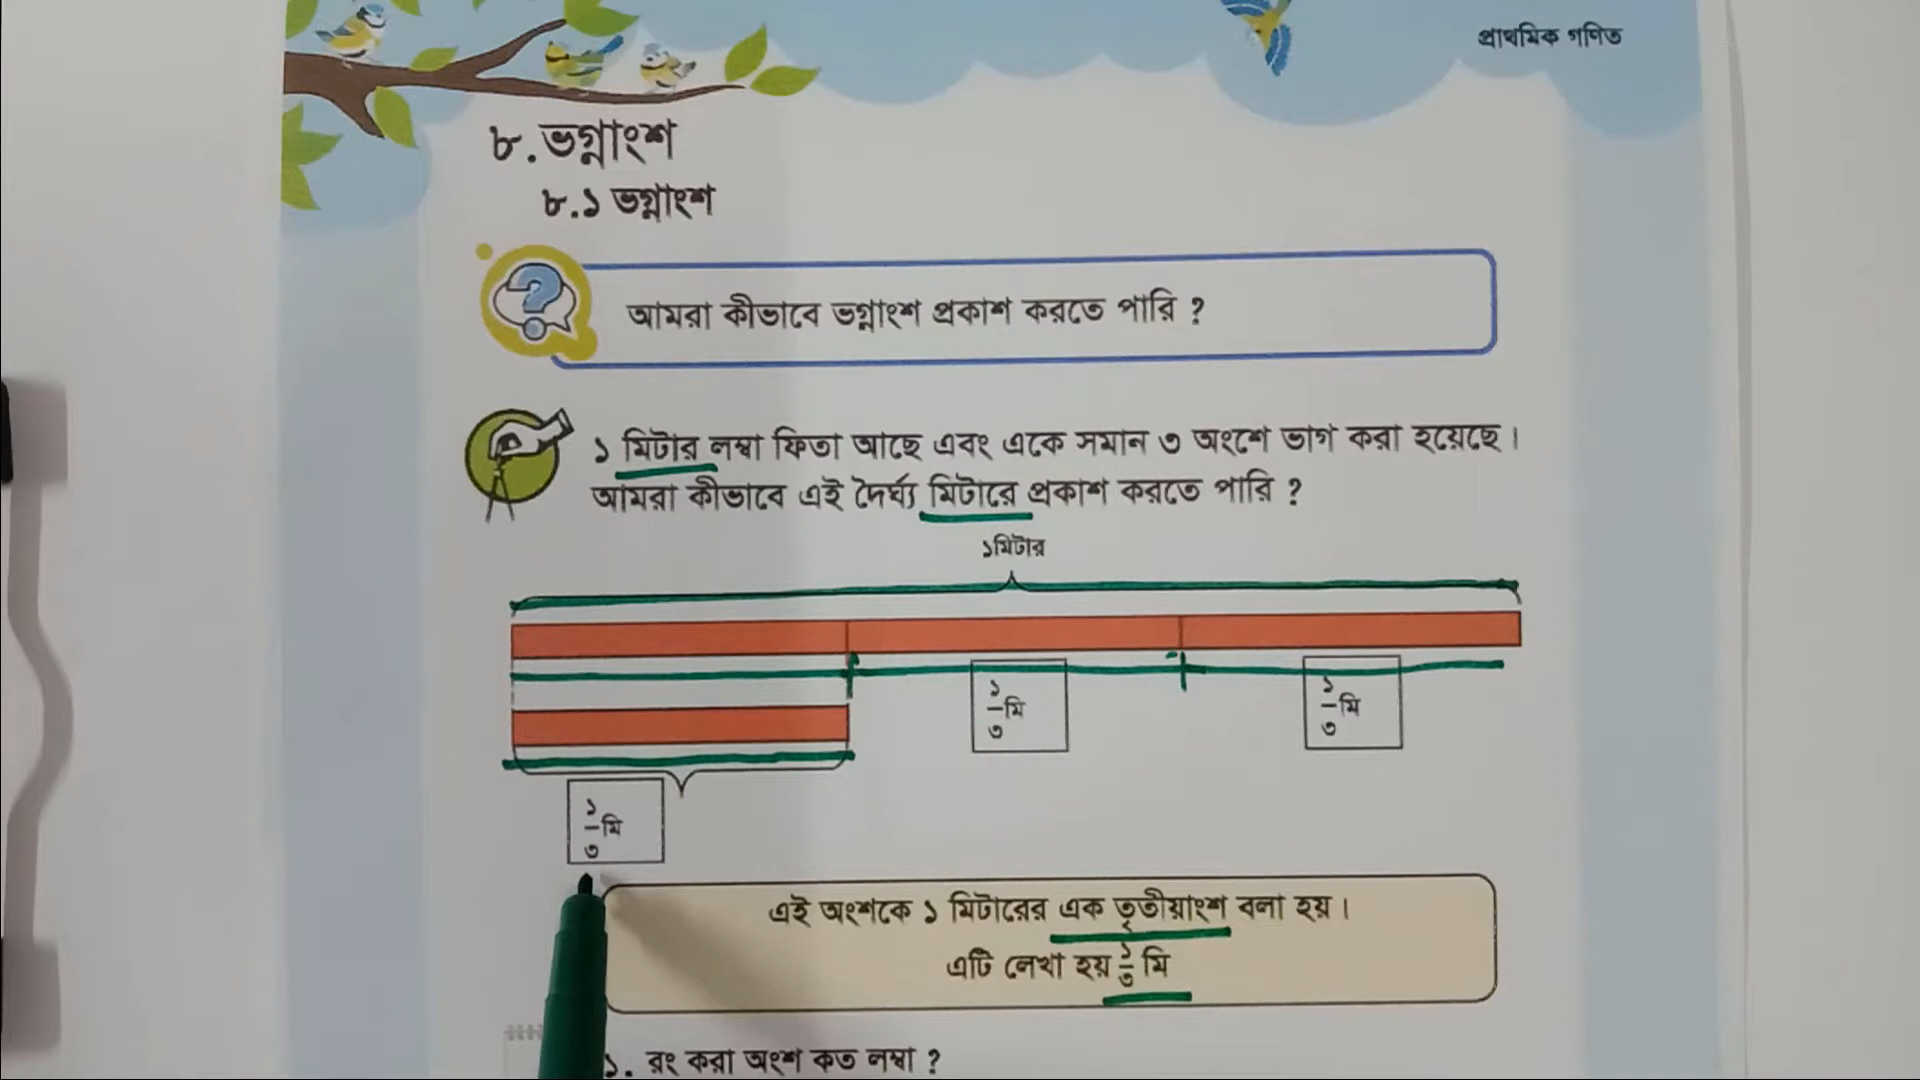 প্রাথমিক গণিত
৮. ভগ্নাংশ
৮.১ ভগ্নাংশ
আমরা কীভাবে ভগ্নাংশ প্রকাশ করতে পারি ?
১ মিটার লম্বা ফিতা আছে এবং একে সমান ৩ অংশে ভাগ করা হয়েছে।
আমরা কীভাবে এই দৈর্ঘ্য মিটারে প্রকাশ করতে পারি ?
১মিটার
১/৩ মি
১/৩ মি
১/৩ মি
এই অংশকে ১ মিটারের এক তৃতীয়াংশ বলা হয়।
এটি লেখা হয় ১/৩ মি
১. রং করা অংশ কত লম্বা ?